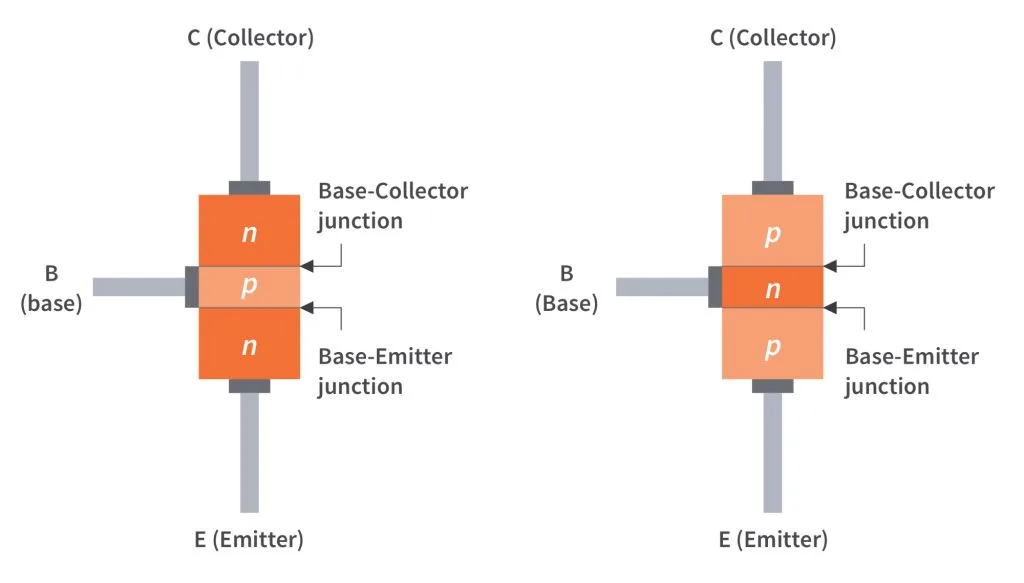 C (Collector)
Base-Collector
junction
n
B
(base)
p
n
Base-Emitter
junction
E (Emitter)
C (Collector)
Base-Collector
junction
p
B
(Base)
n
p
Base-Emitter
junction
E (Emitter)